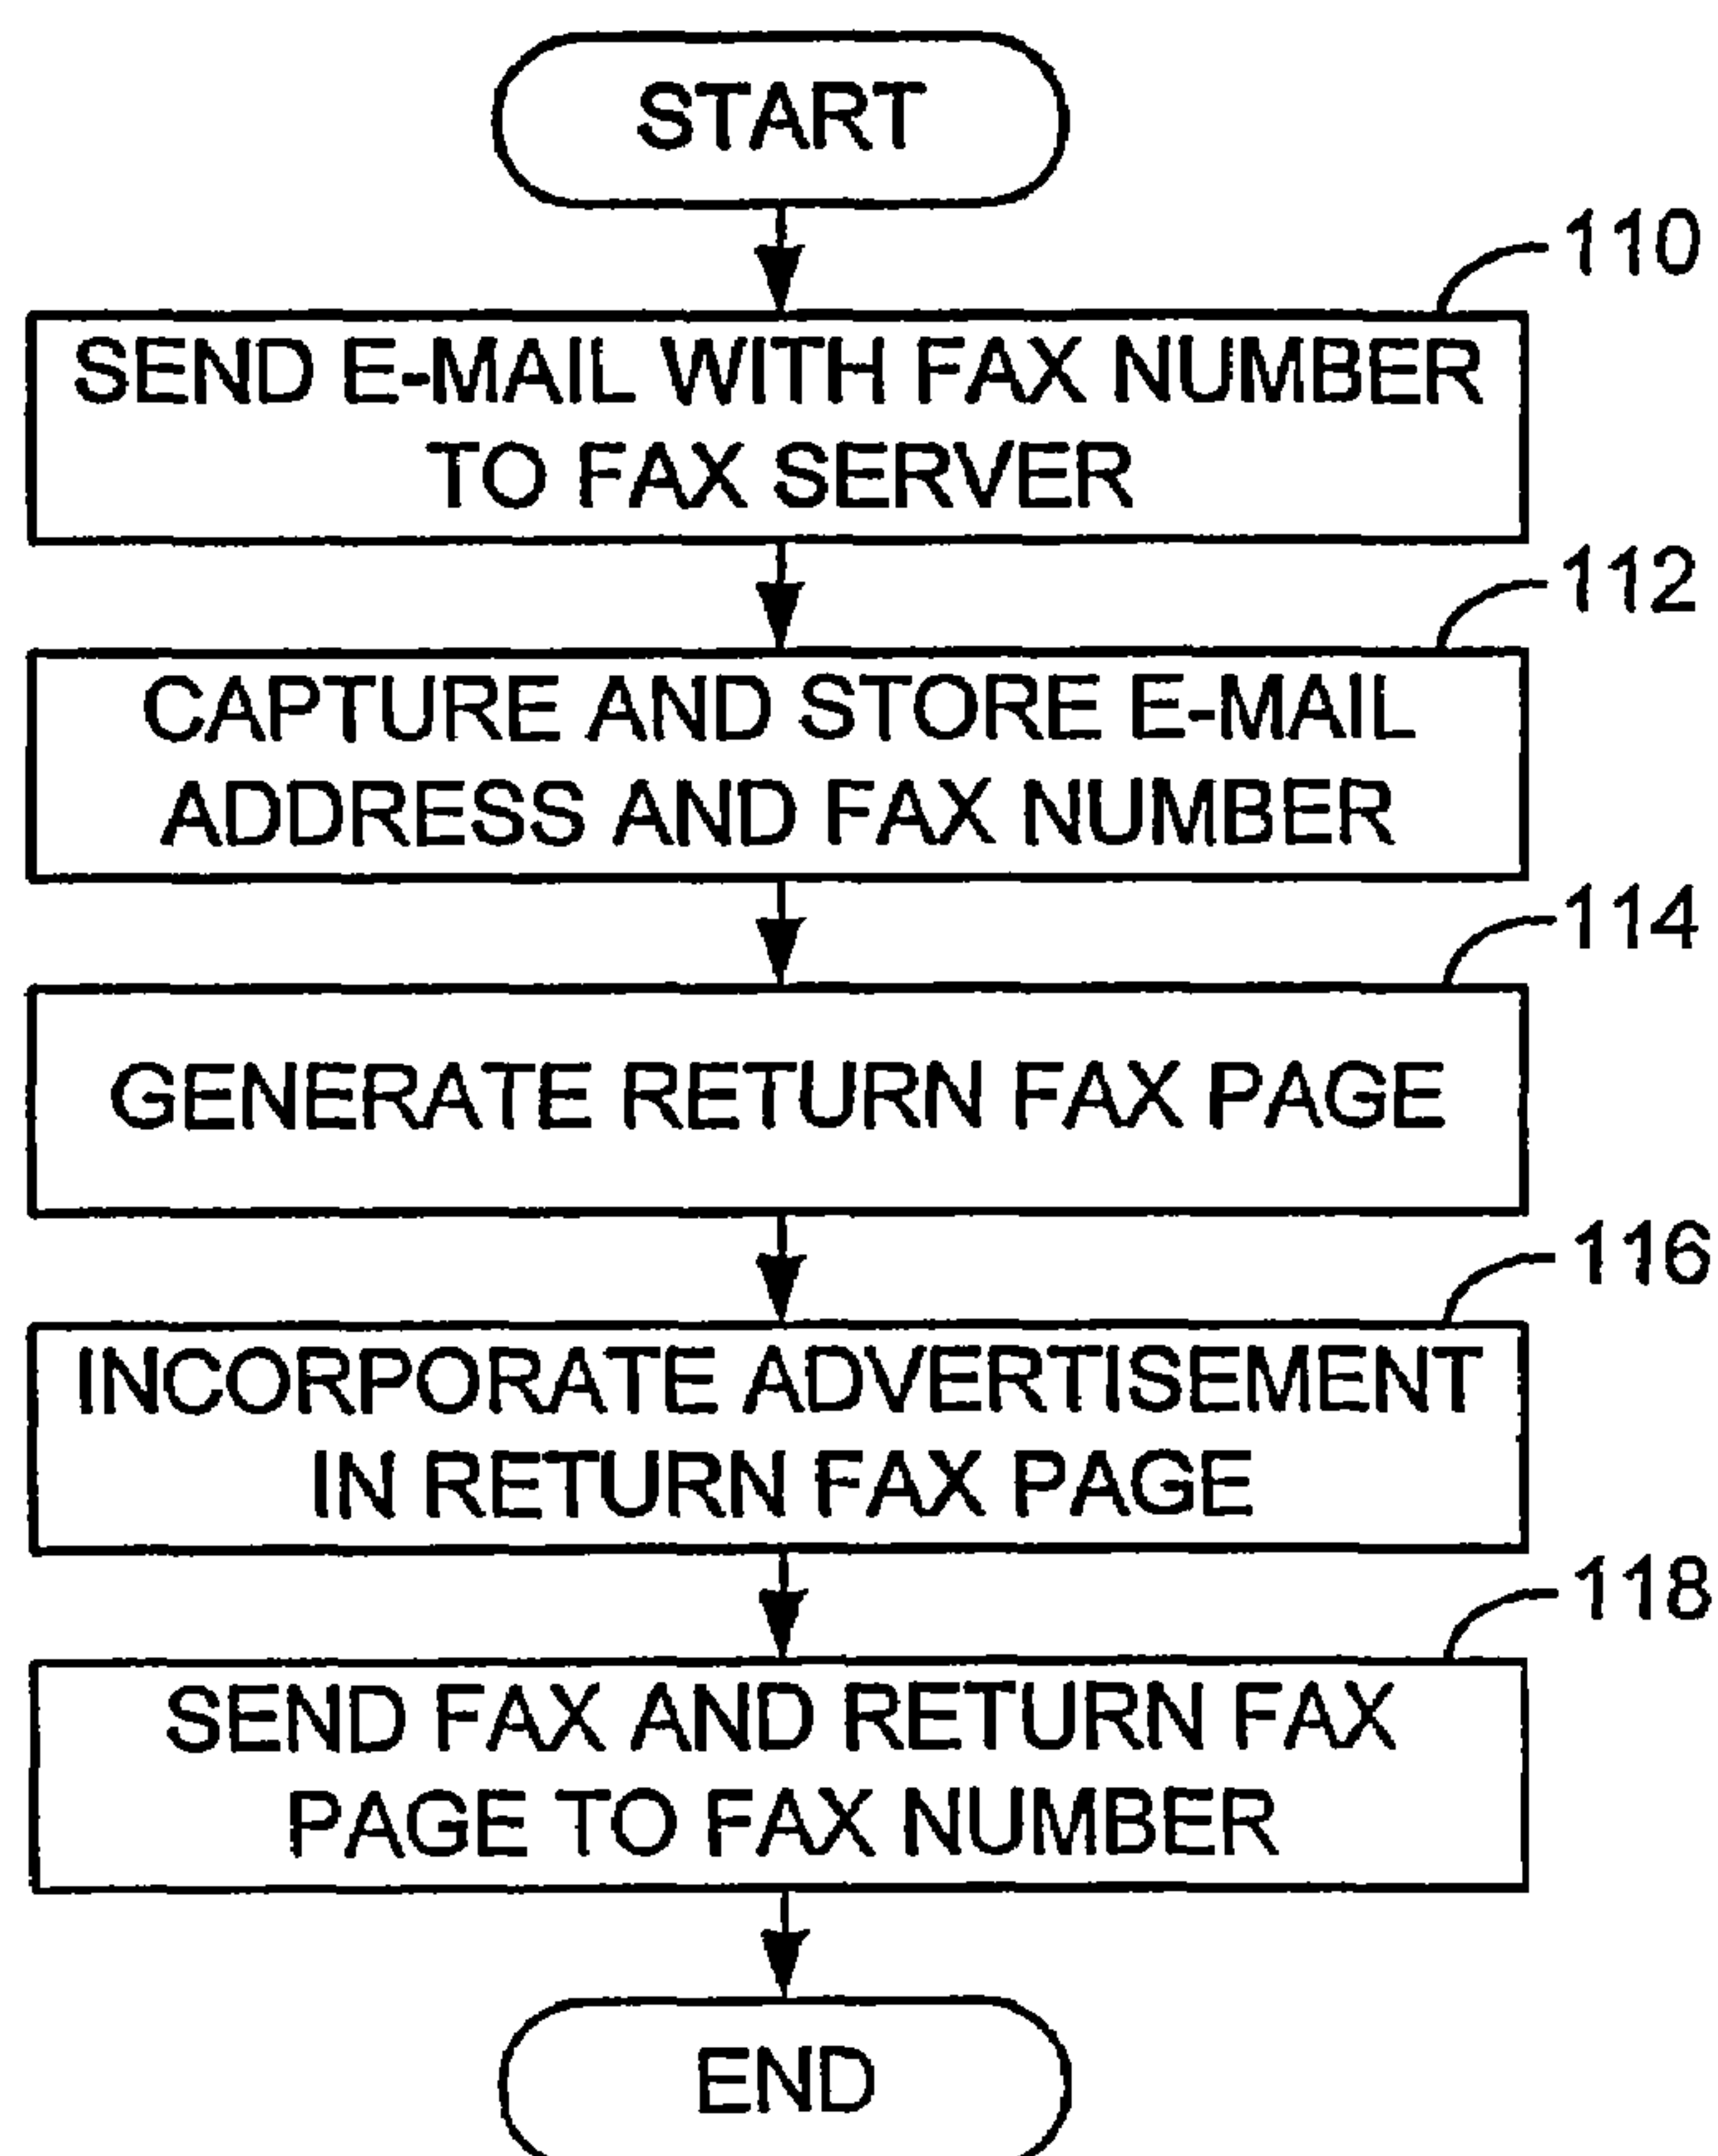 START
110
SEND E-MAIL WITH FAX NUMBER
TO FAX SERVER
112
CAPTURE AND STORE E-MAIL
ADDRESS AND FAX NUMBER
114
GENERATE RETURN FAX PAGE
116
INCORPORATE ADVERTISEMENT
IN RETURN FAX PAGE
118
SEND FAX AND RETURN FAX
PAGE TO FAX NUMBER
END